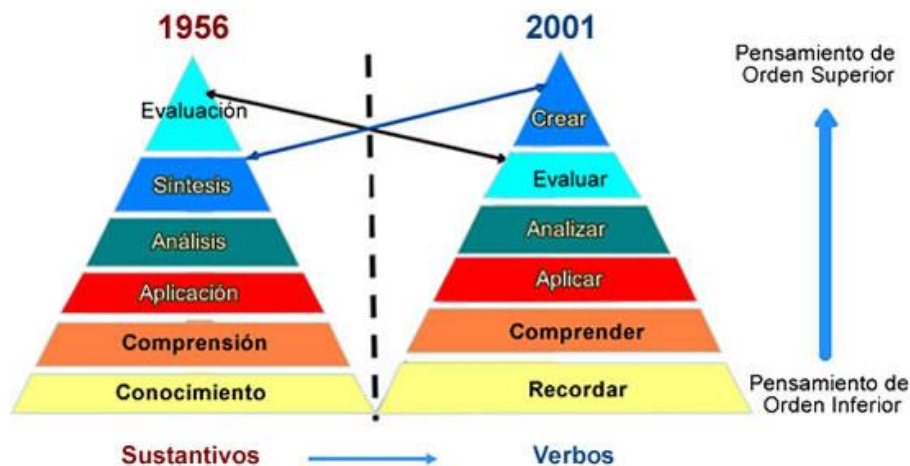 1956
2001
Evaluación
Síntesis
Análisis
Aplicación
Comprensión
Conocimiento
Crear
Evaluar
Analizar
Aplicar
Comprender
Recordar
Pensamiento de
Orden Superior
Pensamiento de
Orden Inferior
Sustantivos
Verbos